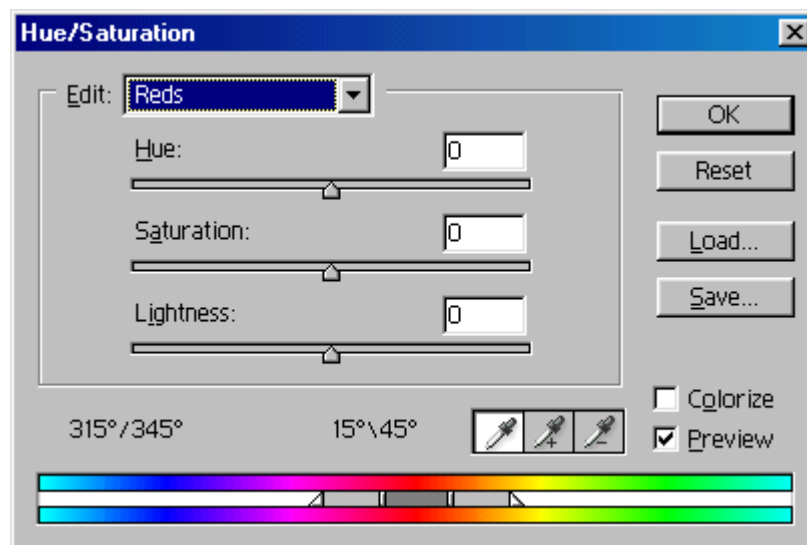 Hue/Saturation
Edit: Reds
Hue: 0
Saturation: 0
Lightness: 0
OK
Reset
Load...
Save...
Colorize
Preview
315°/345° 15°\45°